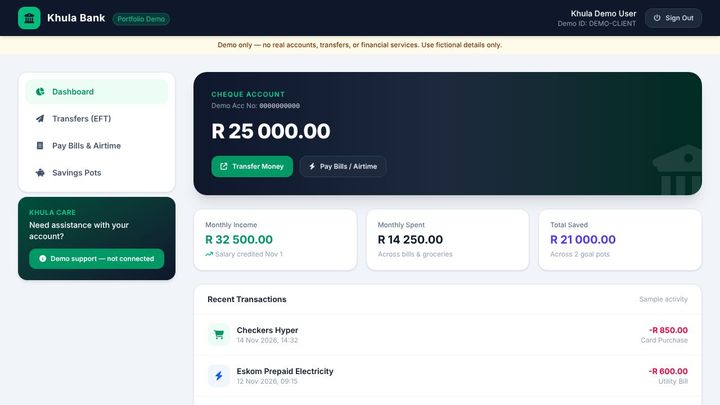 Khula Bank
Portfolio Demo
Khula Demo User
Demo ID: DEMO-CLIENT
Sign Out
Demo only — no real accounts, transfers, or financial services. Use fictional details only.
Dashboard
Transfers (EFT)
Pay Bills & Airtime
Savings Pots
KHULA CARE
Need assistance with your
account?
Demo support — not connected
CHEQUE ACCOUNT
Demo Acc No: 0000000000
R 25 000.00
Transfer Money
Pay Bills / Airtime
Monthly Income
R 32 500.00
Salary credited Nov 1
Monthly Spent
R 14 250.00
Across bills & groceries
Total Saved
R 21 000.00
Across 2 goal pots
Recent Transactions
Sample activity
Checkers Hyper
14 Nov 2026, 14:32
-R 850.00
Card Purchase
Eskom Prepaid Electricity
12 Nov 2026, 09:15
-R 600.00
Utility Bill